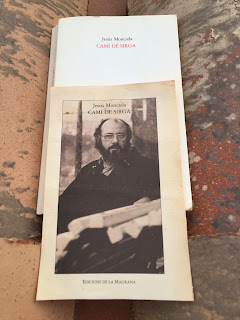 Jesús Moncada
CAMÍ DE SIRGA
Jesús Moncada
CAMÍ DE SIRGA
EDICIONS DE LA MAGRANA